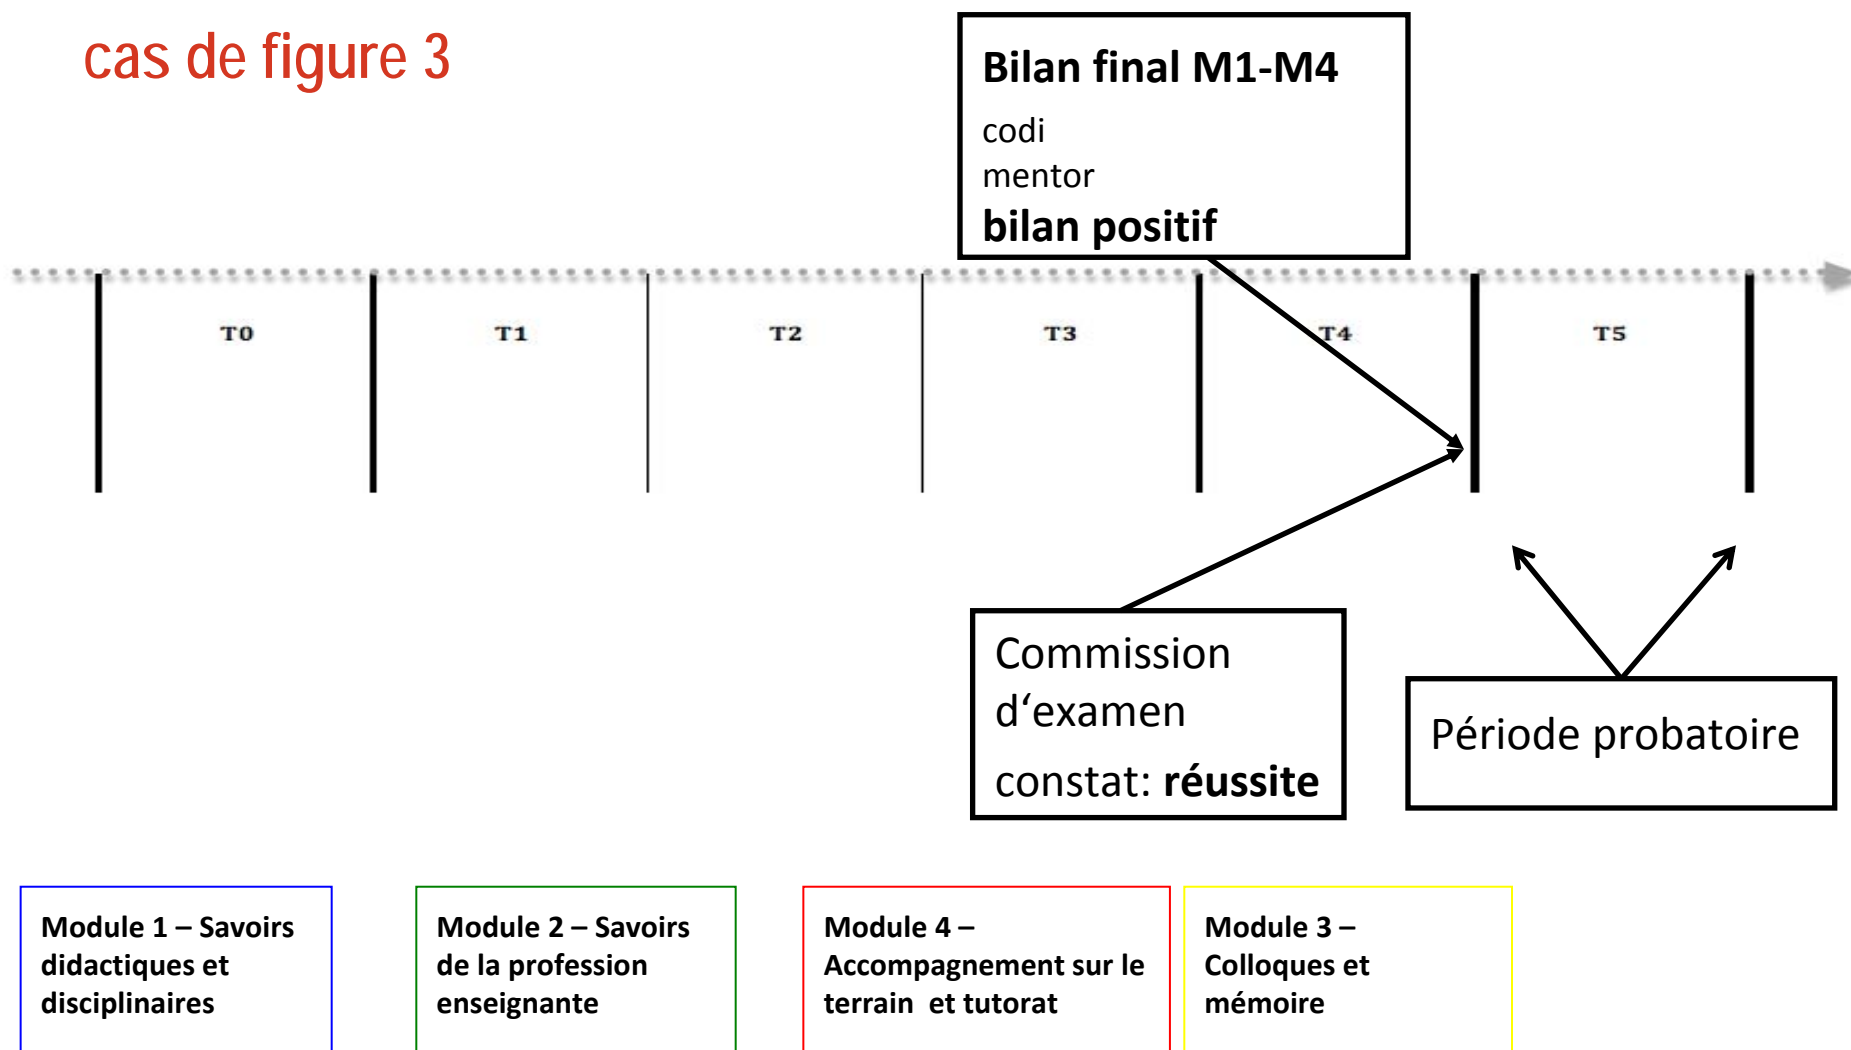 cas de figure 3
Bilan final M1-M4
codi
mentor
bilan positif
T0
T1
T2
T3
T4
T5
Commission
d‘examen
constat: réussite
Période probatoire
Module 1 – Savoirs
didactiques et
disciplinaires
Module 2 – Savoirs
de la profession
enseignante
Module 4 –
Accompagnement sur le
terrain et tutorat
Module 3 –
Colloques et
mémoire